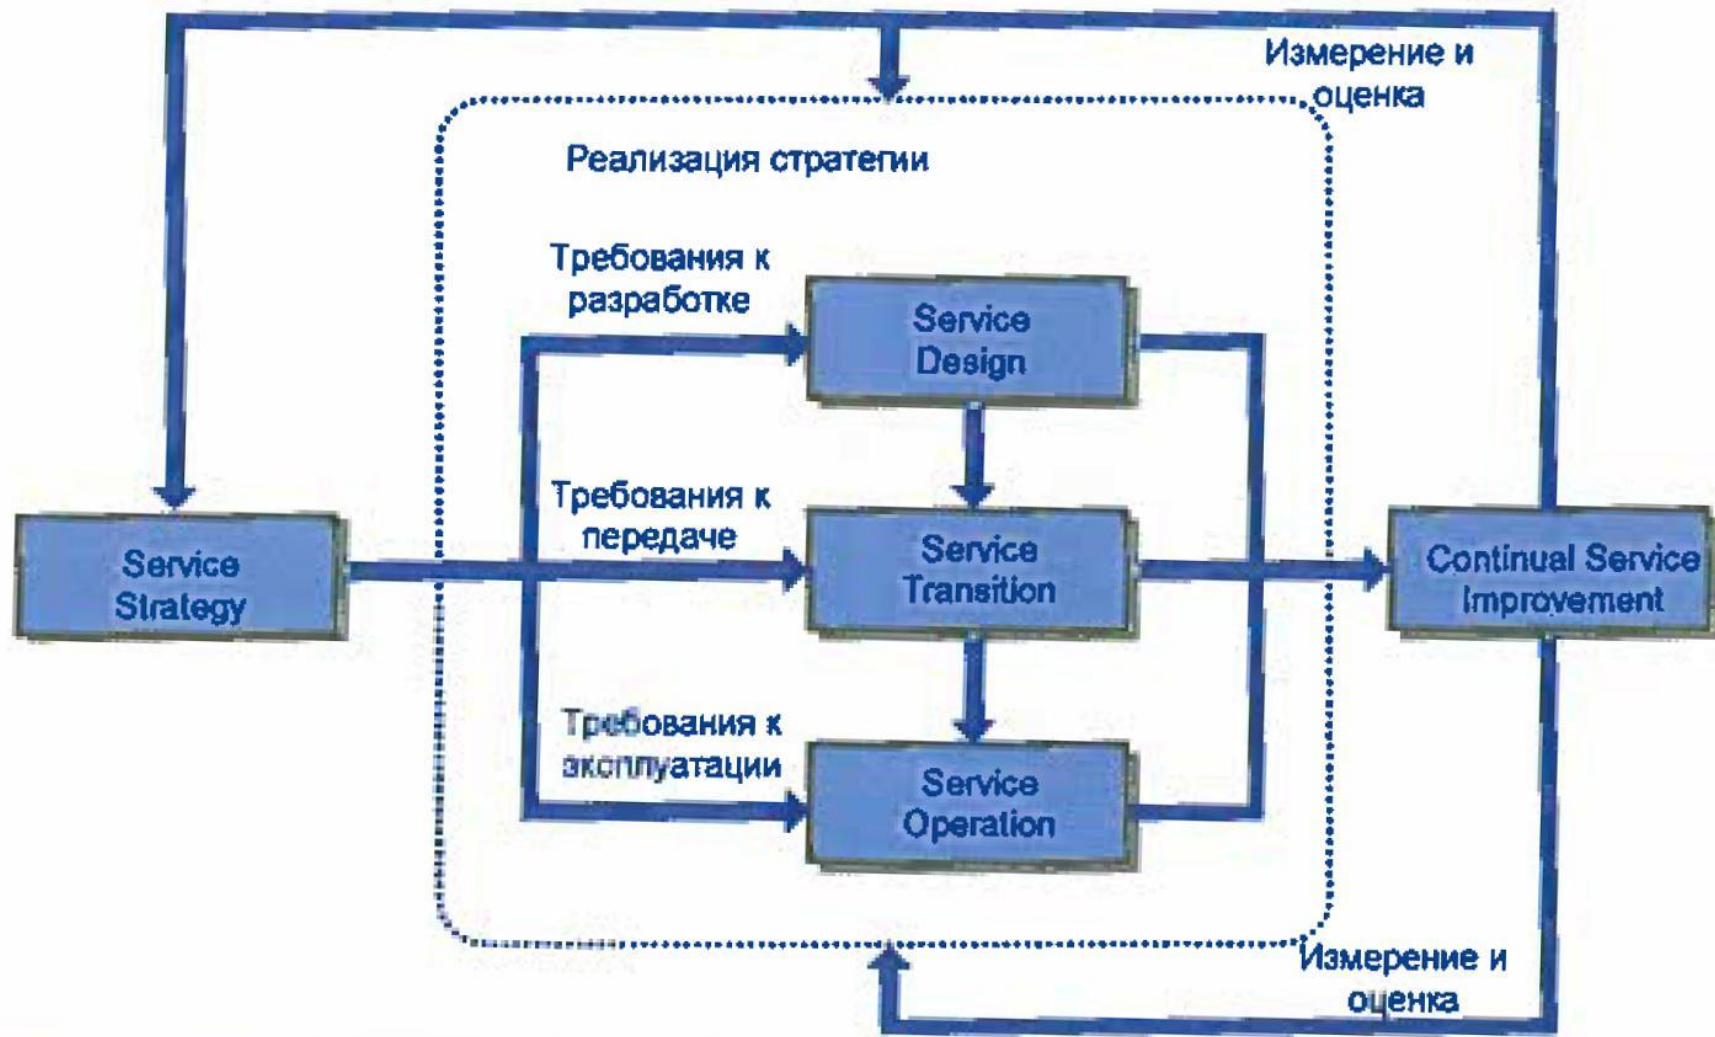 Измерение и
оценка
Реализация стратегии
Требования к
разработке
Service
Design
Требования к
передаче
Service
Strategy
Service
Transition
Continual Service
Improvement
Требования к
эксплуатации
Service
Operation
Измерение и
оценка